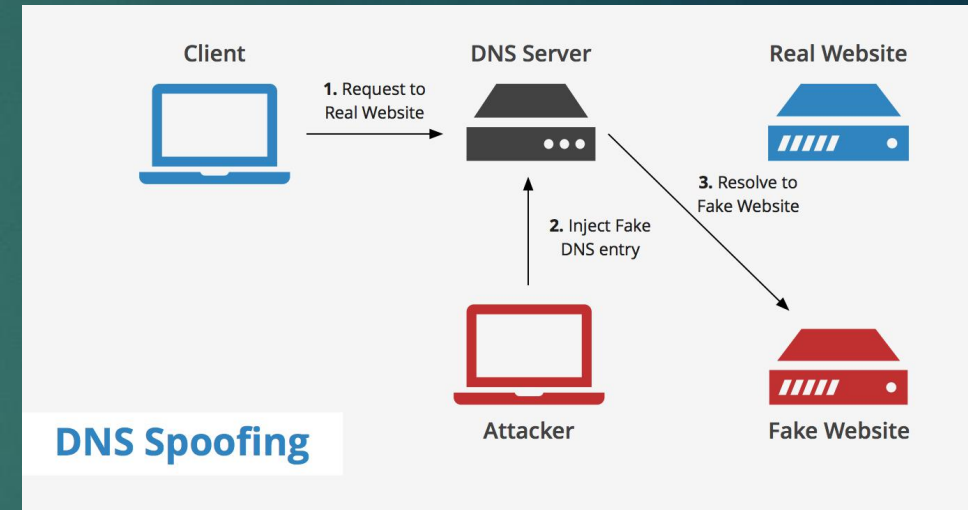 Client
DNS Server
Real Website
1. Request to
Real Website
3. Resolve to
Fake Website
2. Inject Fake
DNS entry
Attacker
Fake Website
DNS Spoofing